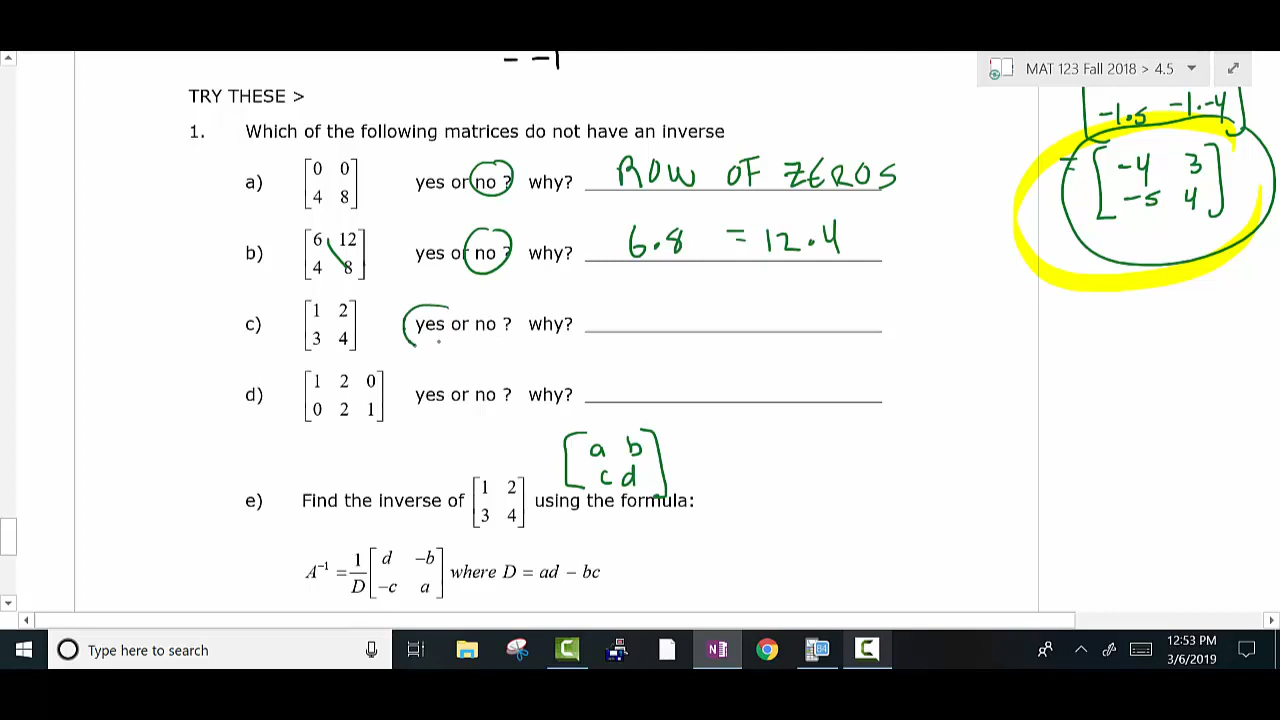 = -1
MAT 123 Fall 2018 > 4.5
TRY THESE >
-1.5 -1.-4
1. Which of the following matrices do not have an inverse
a) [0 0 yes or no ? why? ROW OF ZEROS
4 8]
= [-4 3
-5 4]
b) [6 12 yes or no ? why? 6.8 = 12.4
4 8]
c) [1 2 yes or no ? why?
3 4]
d) [1 2 0 yes or no ? why?
0 2 1]
[a b
c d]
e) Find the inverse of [1 2 using the formula:
3 4]
A⁻¹ = 1/D [d -b where D = ad − bc
-c a]
Type here to search
12:53 PM
3/6/2019